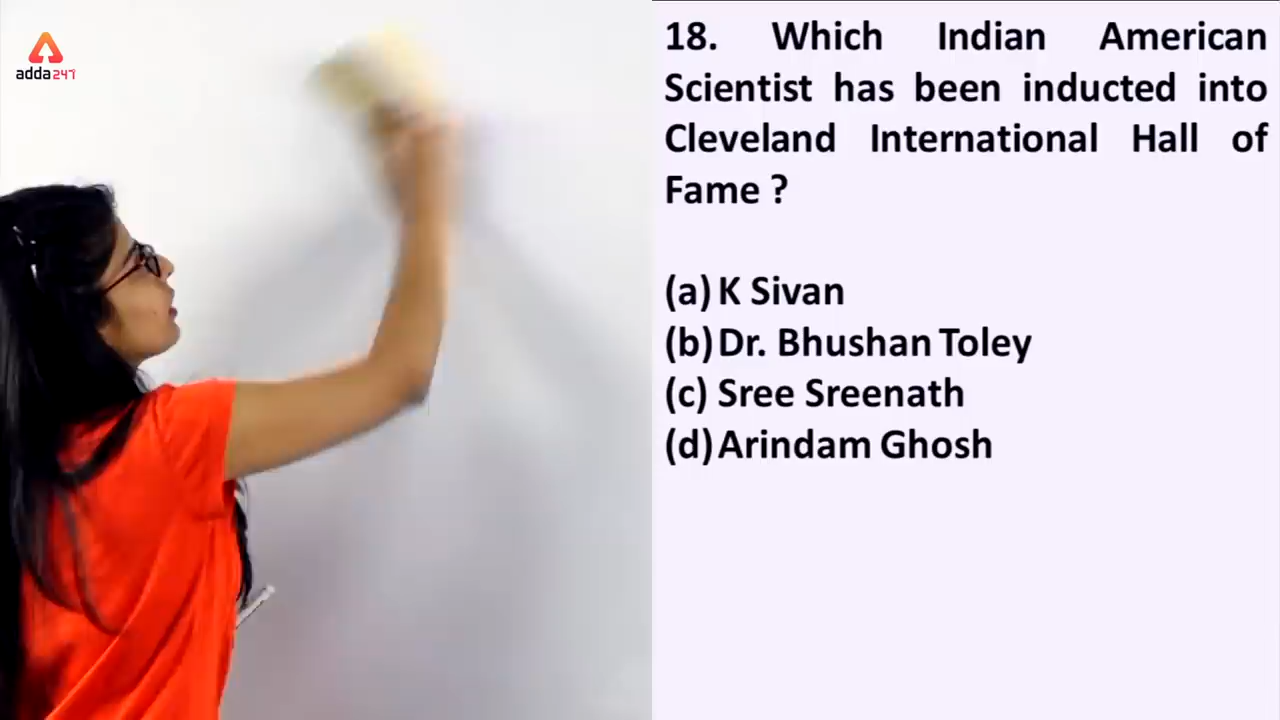 adda247
18. Which Indian American
Scientist has been inducted into
Cleveland International Hall of
Fame ?
(a) K Sivan
(b) Dr. Bhushan Toley
(c) Sree Sreenath
(d) Arindam Ghosh